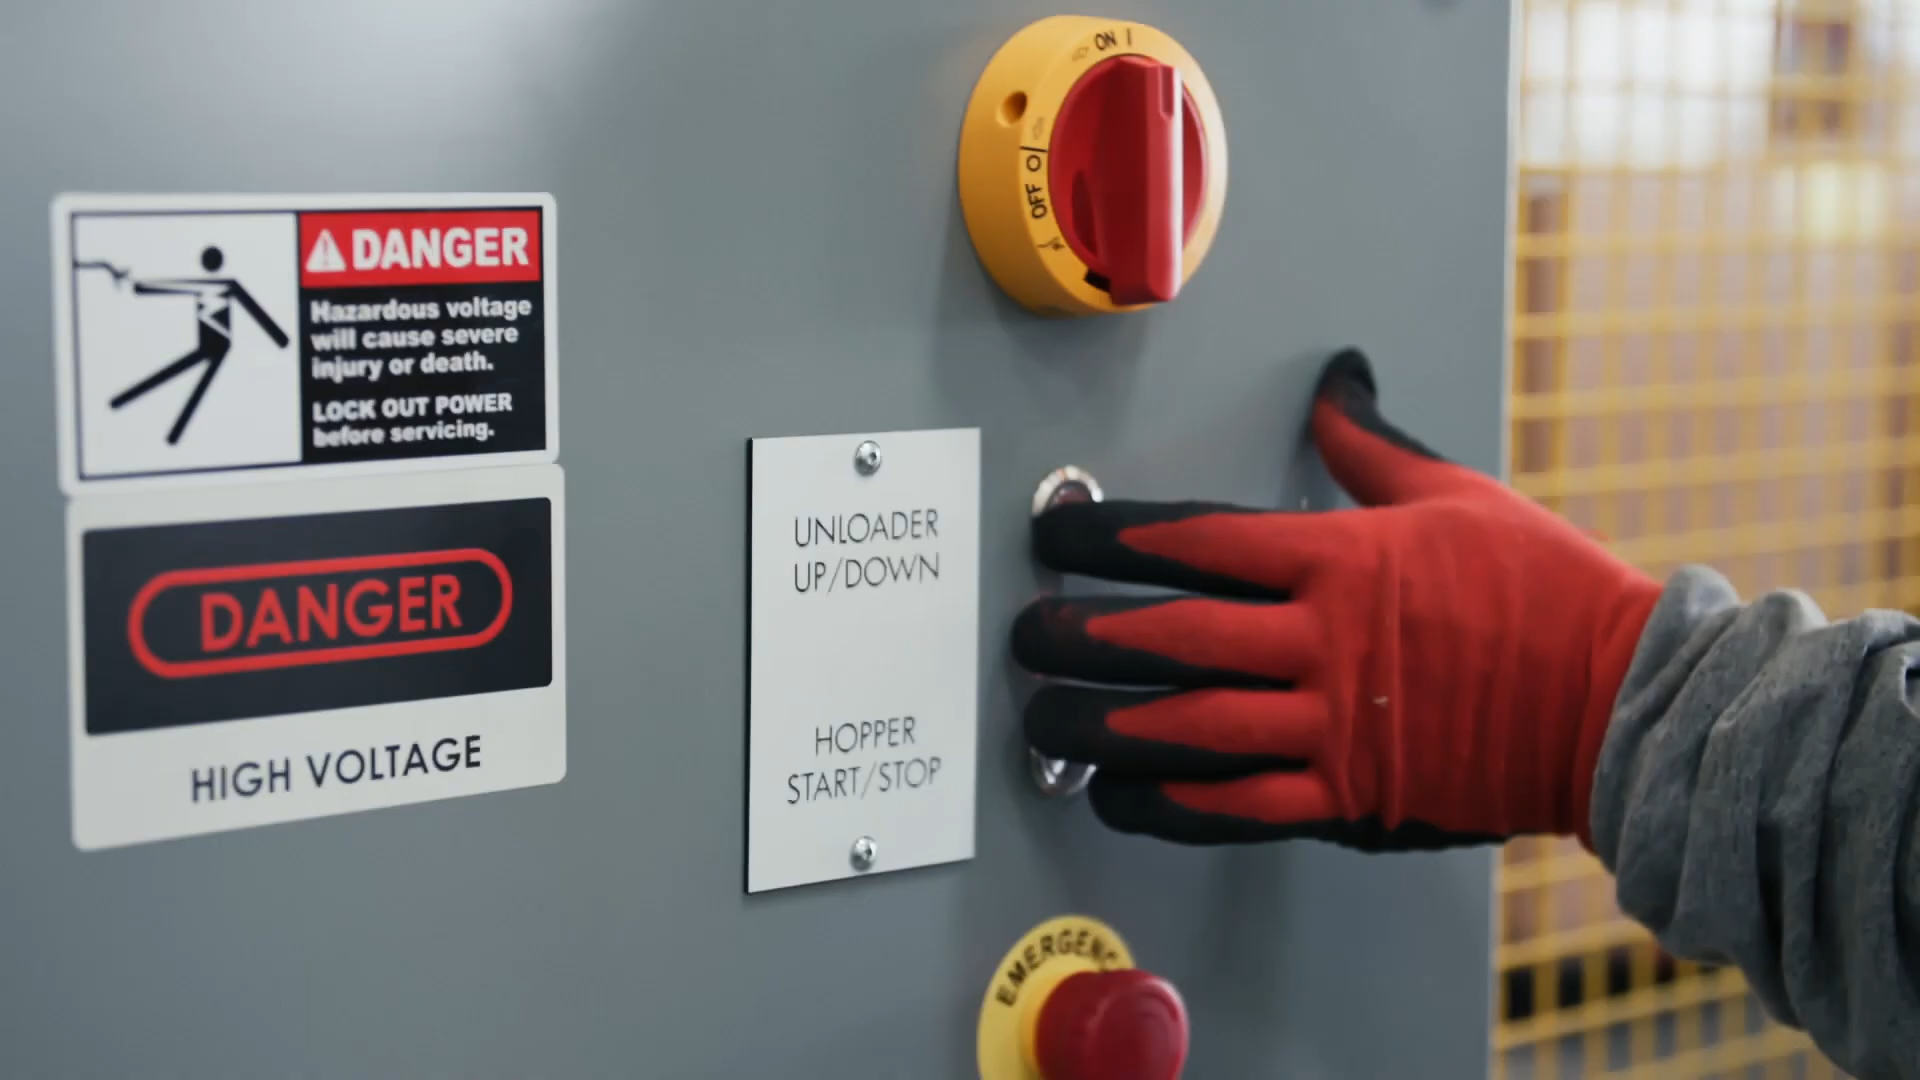 ON I
OFF O
DANGER
Hazardous voltage
will cause severe
injury or death.
LOCK OUT POWER
before servicing.
DANGER
HIGH VOLTAGE
UNLOADER
UP/DOWN
HOPPER
START/STOP
EMERGENC